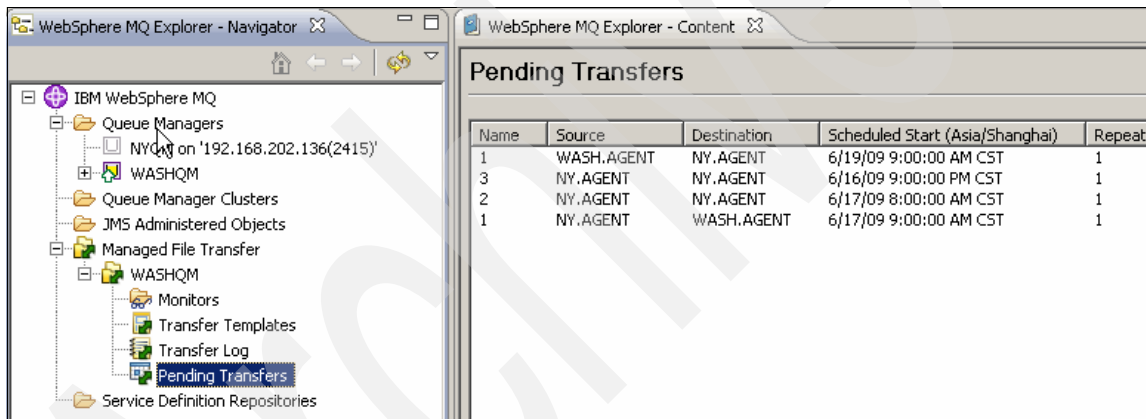 WebSphere MQ Explorer - Navigator
IBM WebSphere MQ
Queue Managers
on '192.168.202.136(2415)'
WASHQM
Queue Manager Clusters
JMS Administered Objects
Managed File Transfer
WASHQM
Monitors
Transfer Templates
Transfer Log
Pending Transfers
Service Definition Repositories
WebSphere MQ Explorer - Content
Pending Transfers
Name Source Destination Scheduled Start (Asia/Shanghai) Repeat
1 WASH.AGENT NY.AGENT 6/19/09 9:00:00 AM CST 1
3 NY.AGENT NY.AGENT 6/16/09 9:00:00 PM CST 1
2 NY.AGENT NY.AGENT 6/17/09 8:00:00 AM CST 1
1 NY.AGENT WASH.AGENT 6/17/09 9:00:00 AM CST 1